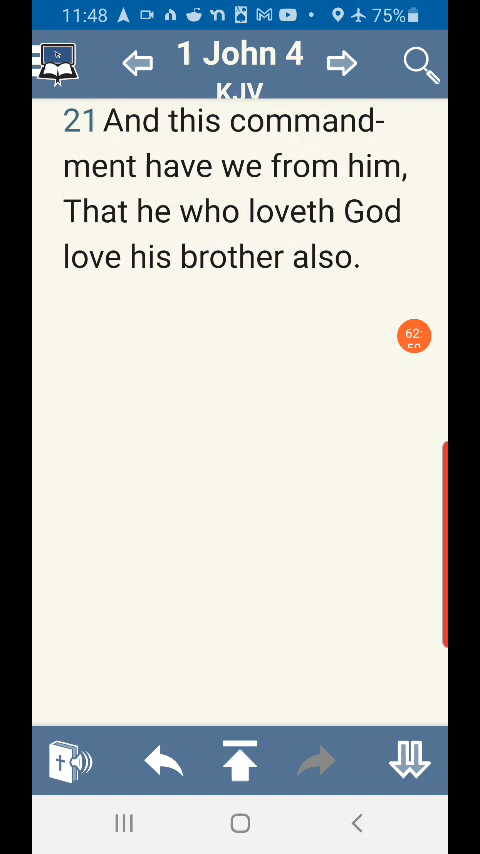 11:48
75%
1 John 4
KJV
21 And this command-
ment have we from him,
That he who loveth God
love his brother also.
62: